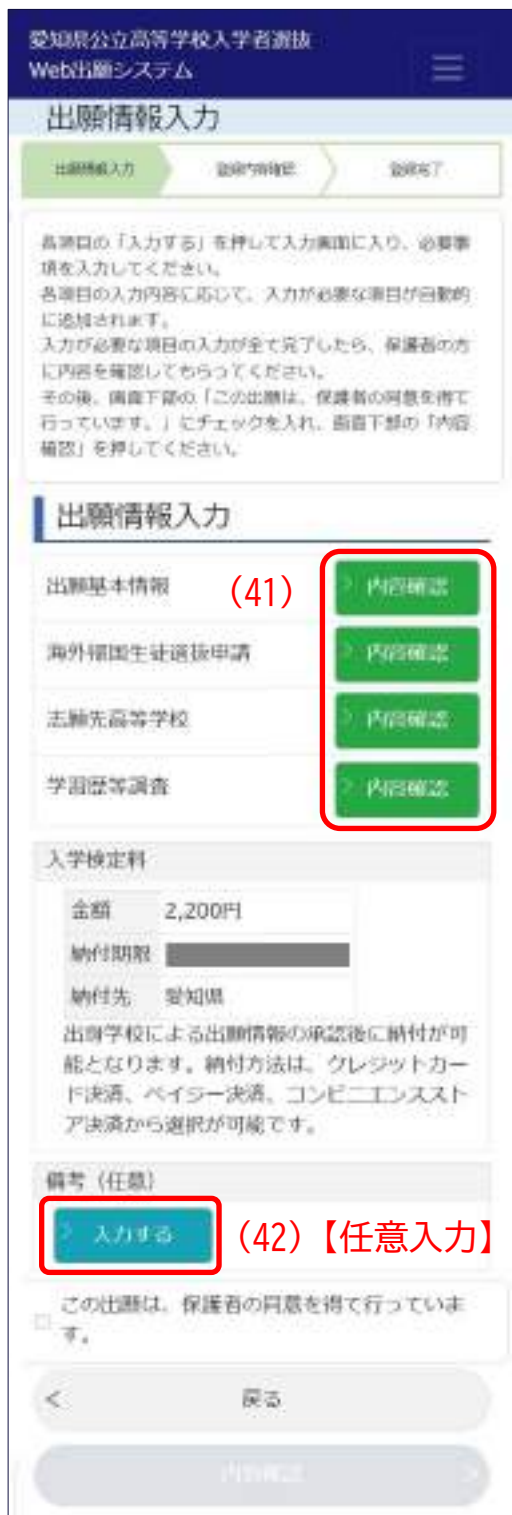 愛知県公立高等学校入学者選抜
Web出願システム
出願情報入力
出願情報入力
登録内容確認
登録完了
各項目の「入力する」を押して入力画面に入り、必要事
項を入力してください。
各項目の入力内容に応じて、入力が必要な項目が自動的
に追加されます。
入力が必要な項目の入力が全て完了したら、保護者の方
に内容を確認してもらってください。
その後、画面下部の「この出願は、保護者の同意を得て
行っています。」にチェックを入れ、画面下部の「内容
確認」を押してください。
出願情報入力
出願基本情報
(41)
内容確認
海外帰国生徒選抜申請
内容確認
志願先高等学校
内容確認
学習歴等調査
内容確認
入学検定料
金額 2,200円
納付期限
納付先 愛知県
出身学校による出願情報の承認後に納付が可
能となります。納付方法は、クレジットカー
ド決済、ペイジー決済、コンビニエンススト
ア決済から選択が可能です。
備考（任意）
入力する
(42)【任意入力】
この出願は、保護者の同意を得て行っていま
す。
戻る
内容確認